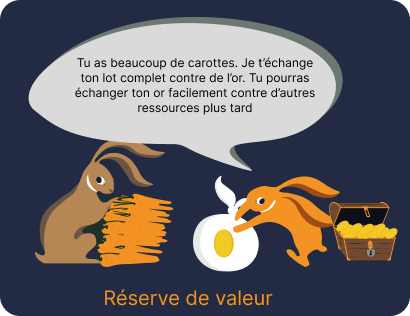 Tu as beaucoup de carottes. Je t'échange
ton lot complet contre de l'or. Tu pourras
échanger ton or facilement contre d'autres
ressources plus tard
Réserve de valeur